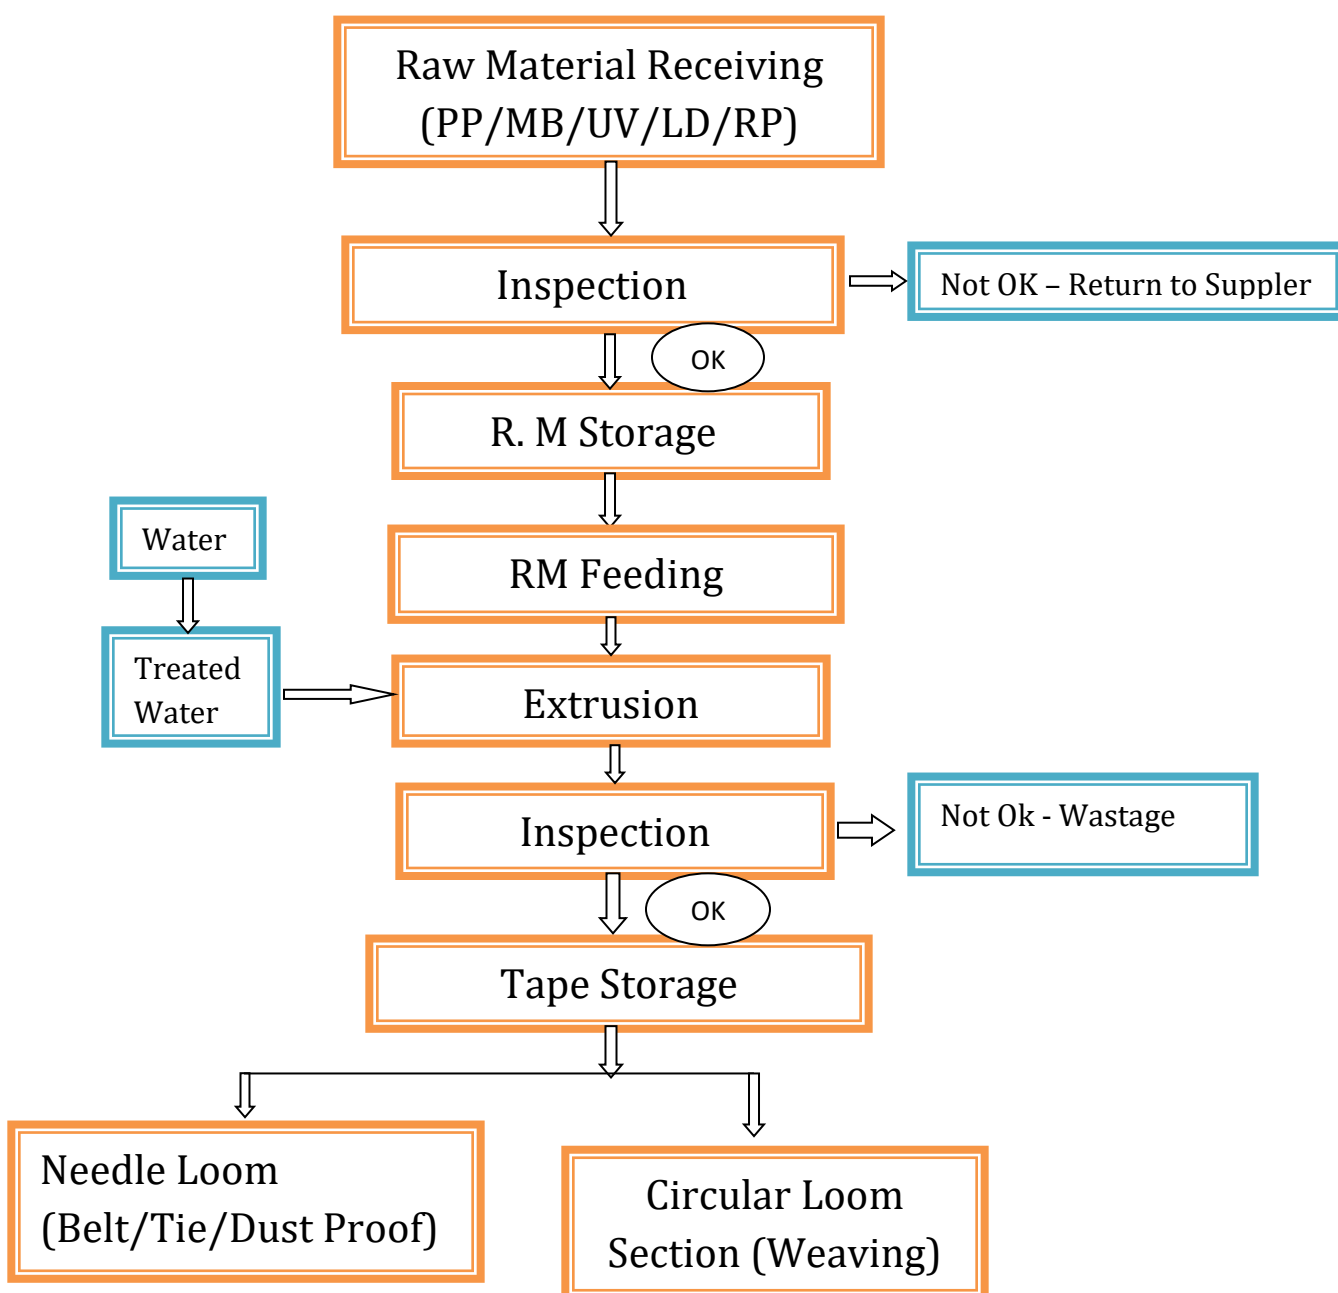 Raw Material Receiving
(PP/MB/UV/LD/RP)
Inspection
Not OK – Return to Suppler
OK
R. M Storage
Water
RM Feeding
Treated
Water
Extrusion
Inspection
Not Ok - Wastage
OK
Tape Storage
Needle Loom
(Belt/Tie/Dust Proof)
Circular Loom
Section (Weaving)